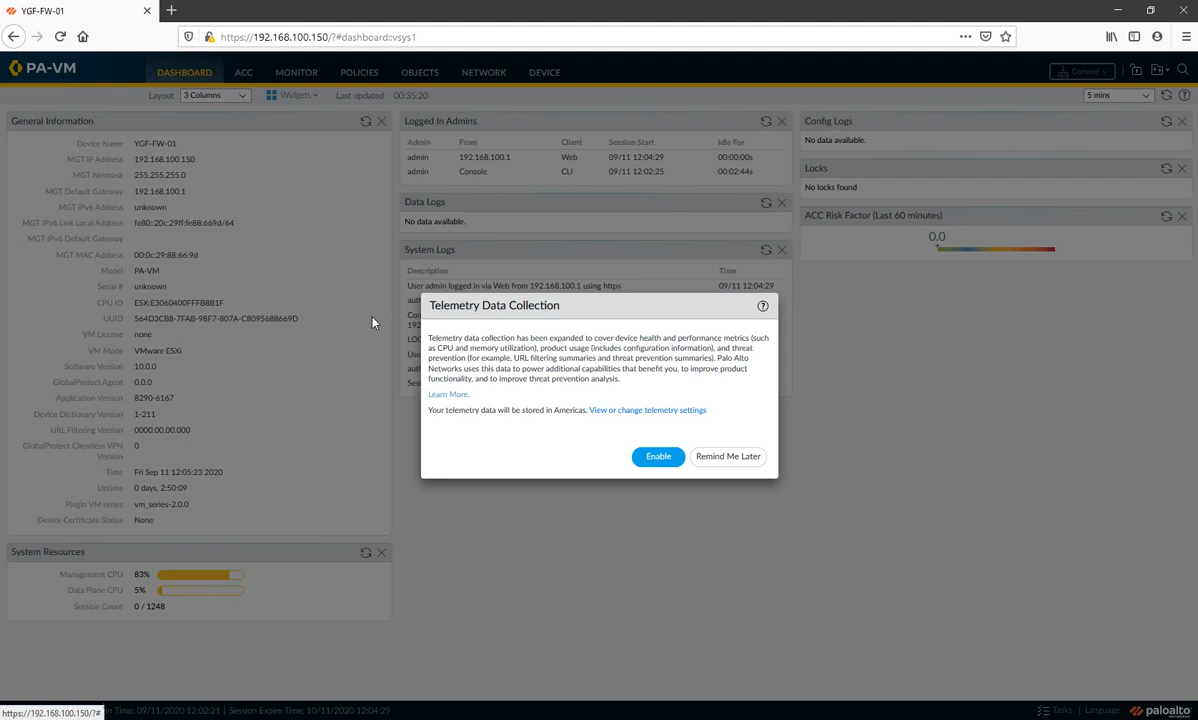 YGF-FW-01
https://192.168.100.150/?#dashboard::vsys1
PA-VM
DASHBOARD ACC MONITOR POLICIES OBJECTS NETWORK DEVICE Commit
Layout 3 Columns Widgets Last updated 00:35:20 5 mins
General Information
Device Name YGF-FW-01
MGT IP Address 192.168.100.150
MGT Netmask 255.255.255.0
MGT Default Gateway 192.168.100.1
MGT IPv6 Address unknown
MGT IPv6 Link Local Address fe80::20c:29ff:fe88:669d/64
MGT IPv6 Default Gateway
MGT MAC Address 00:0c:29:88:66:9d
Model PA-VM
Serial # unknown
CPU ID ESX:E3060400FFFB8B1F
UUID 564D3CB8-7FAB-98F7-807A-C8095688669D
VM License none
VM Mode VMware ESXi
Software Version 10.0.0
GlobalProtect Agent 0.0.0
Application Version 8290-6167
Device Dictionary Version 1-211
URL Filtering Version 0000.00.00.000
GlobalProtect Clientless VPN 0
Version
Time Fri Sep 11 12:05:23 2020
Uptime 0 days, 2:50:09
Plugin VM series vm_series-2.0.0
Device Certificate Status None
System Resources
Management CPU 83%
Data Plane CPU 5%
Session Count 0 / 1248
Logged In Admins
Admin From Client Session Start Idle For
admin 192.168.100.1 Web 09/11 12:04:29 00:00:00s
admin Console CLI 09/11 12:02:25 00:02:44s
Data Logs
No data available.
System Logs
Description Time
User admin logged in via Web from 192.168.100.1 using https 09/11 12:04:29
Config Logs
No data available.
Locks
No locks found
ACC Risk Factor (Last 60 minutes)
0.0
Telemetry Data Collection
Telemetry data collection has been expanded to cover device health and performance metrics (such
as CPU and memory utilization), product usage (includes configuration information), and threat
prevention (for example, URL filtering summaries and threat prevention summaries). Palo Alto
Networks uses this data to power additional capabilities that benefit you, to improve product
functionality, and to improve threat prevention analysis.
Learn More.
Your telemetry data will be stored in Americas. View or change telemetry settings
Enable Remind Me Later
https://192.168.100.150/?#
Time: 09/11/2020 12:02:21 | Session Expire Time: 10/11/2020 12:04:29
Tasks | Language paloalto